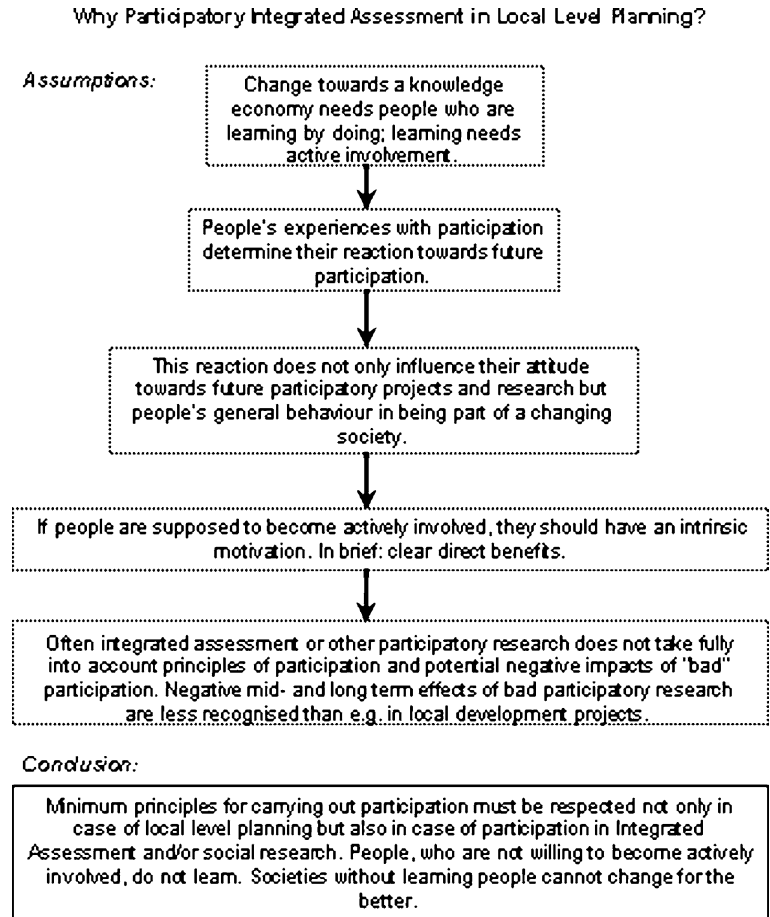 Why Participatory Integrated Assessment in Local Level Planning?
Assumptions:
Change towards a knowledge
economy needs people who are
learning by doing; learning needs
active involvement.
People's experiences with participation
determine their reaction towards future
participation.
This reaction does not only influence their attitude
towards future participatory projects and research but
people's general behaviour in being part of a changing
society.
If people are supposed to become actively involved, they should have an intrinsic
motivation. In brief: clear direct benefits.
Often integrated assessment or other participatory research does not take fully
into account principles of participation and potential negative impacts of "bad"
participation. Negative mid- and long term effects of bad participatory research
are less recognised than e.g. in local development projects.
Conclusion:
Minimum principles for carrying out participation must be respected not only in
case of local level planning but also in case of participation in Integrated
Assessment and/or social research. People, who are not willing to become actively
involved, do not learn. Societies without learning people cannot change for the
better.